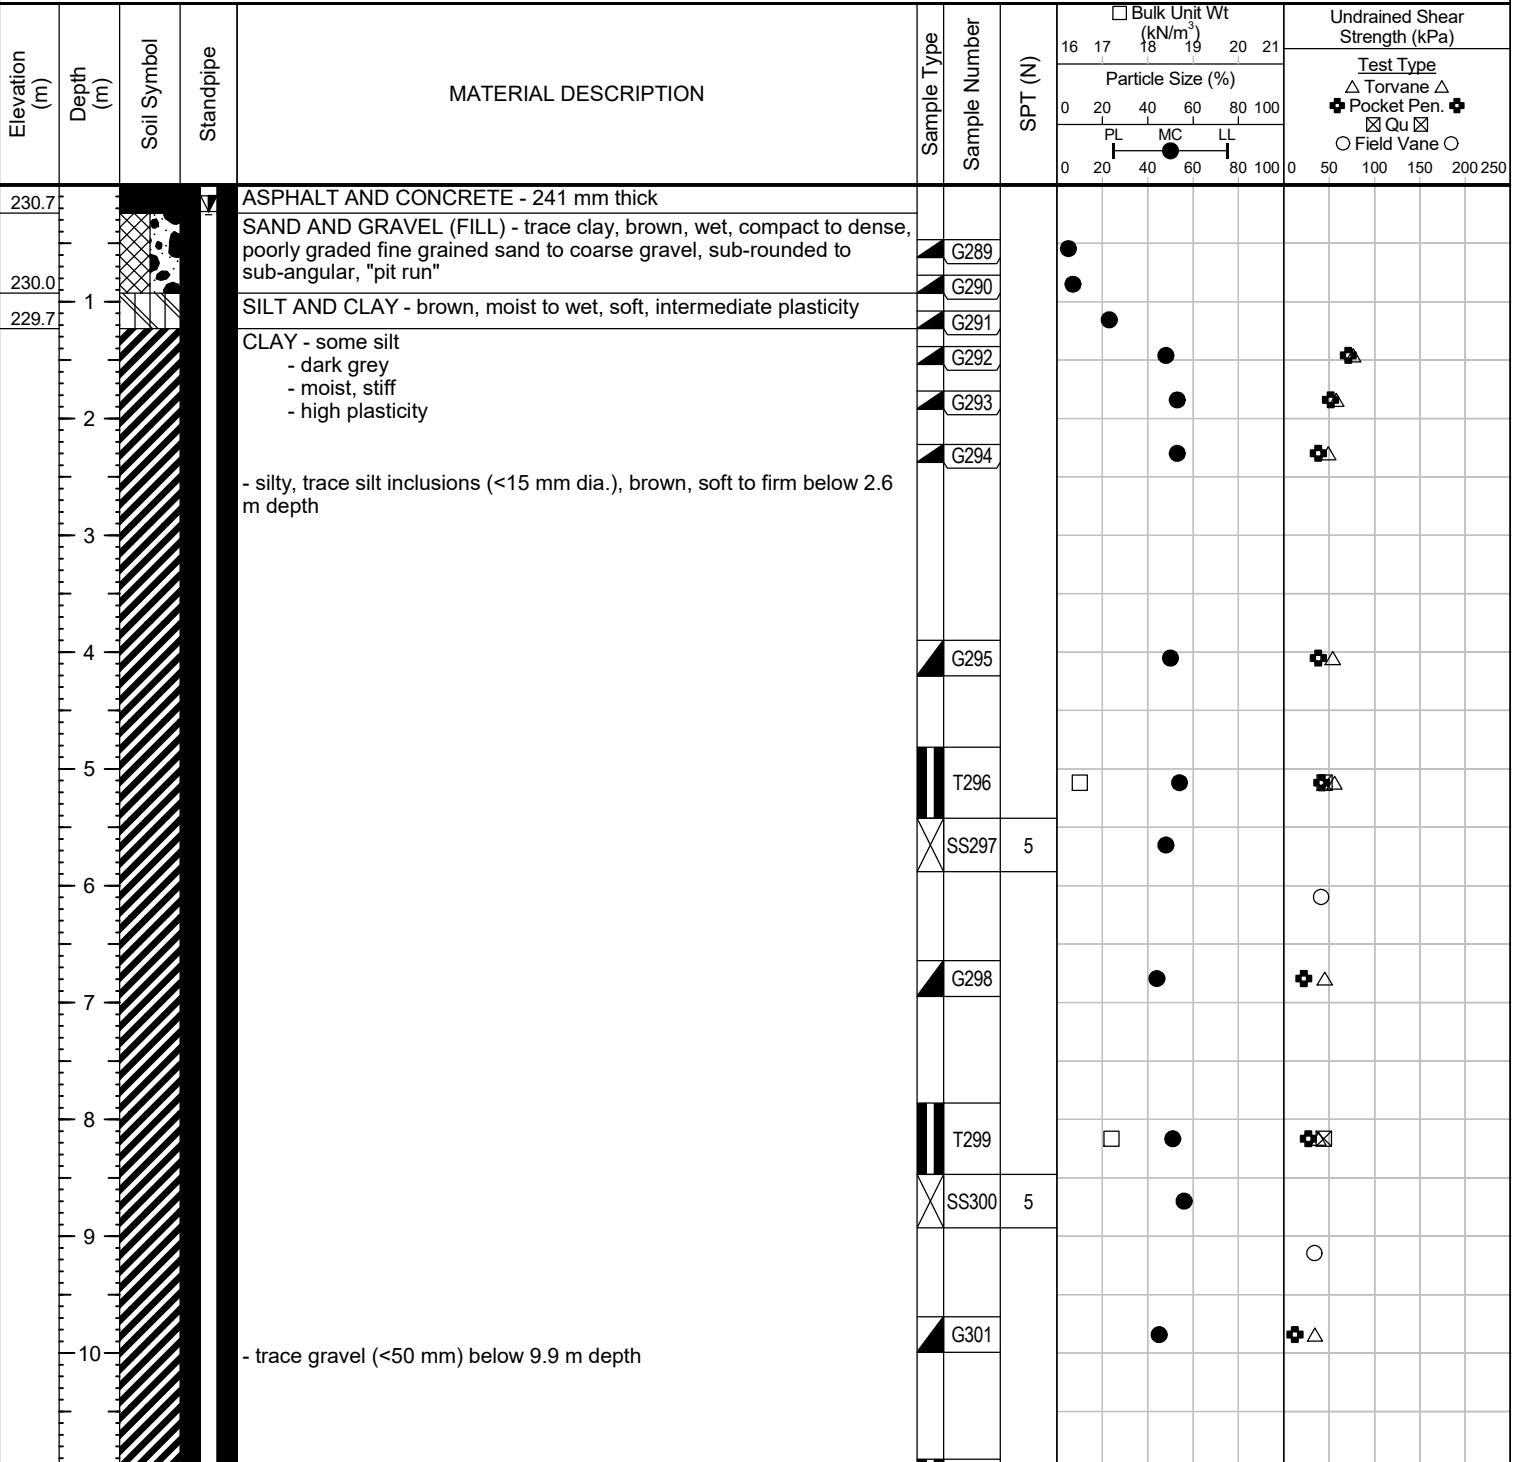 Elevation
(m)
Depth
(m)
Soil Symbol
Standpipe
MATERIAL DESCRIPTION
Sample Type
Sample Number
SPT (N)
Bulk Unit Wt
(kN/m³)
16 17 18 19 20 21
Particle Size (%)
0 20 40 60 80 100
PL MC LL
0 20 40 60 80 100
Undrained Shear
Strength (kPa)
Test Type
Torvane
Pocket Pen.
Qu
Field Vane
0 50 100 150 200 250
230.7
ASPHALT AND CONCRETE - 241 mm thick
SAND AND GRAVEL (FILL) - trace clay, brown, wet, compact to dense,
poorly graded fine grained sand to coarse gravel, sub-rounded to
sub-angular, "pit run"
G289
230.0
G290
1
SILT AND CLAY - brown, moist to wet, soft, intermediate plasticity
229.7
G291
CLAY - some silt
- dark grey
- moist, stiff
- high plasticity
G292
G293
2
G294
- silty, trace silt inclusions (<15 mm dia.), brown, soft to firm below 2.6
m depth
3
4
G295
5
T296
SS297 5
6
G298
7
8
T299
SS300 5
9
G301
10
- trace gravel (<50 mm) below 9.9 m depth